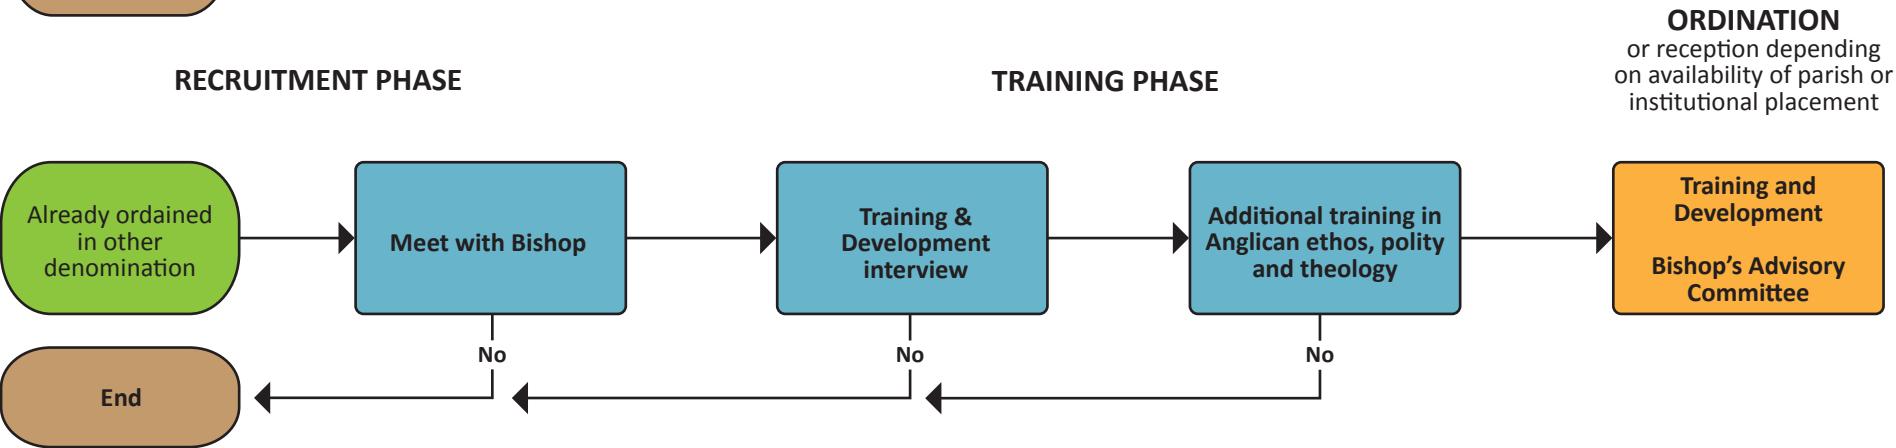 ORDINATION
or reception depending
on availability of parish or
institutional placement
RECRUITMENT PHASE
TRAINING PHASE
Already ordained
in other
denomination
Meet with Bishop
Training &
Development
interview
Additional training in
Anglican ethos, polity
and theology
Training and
Development
Bishop’s Advisory
Committee
No
No
No
End